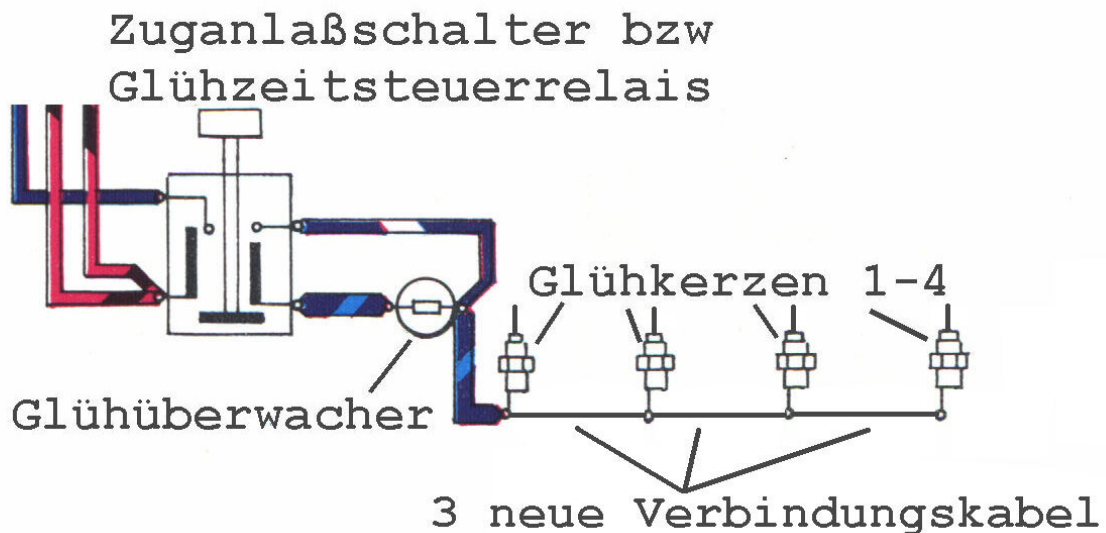 Zuganlaßschalter bzw
Glühzeitsteuerrelais
Glühkerzen 1-4
Glühüberwacher
3 neue Verbindungskabel